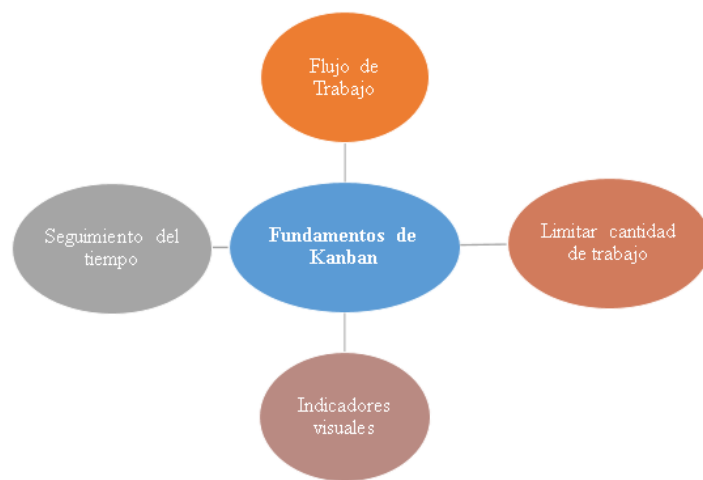 Flujo de
Trabajo
Seguimiento del
tiempo
Fundamentos de
Kanban
Limitar cantidad
de trabajo
Indicadores
visuales